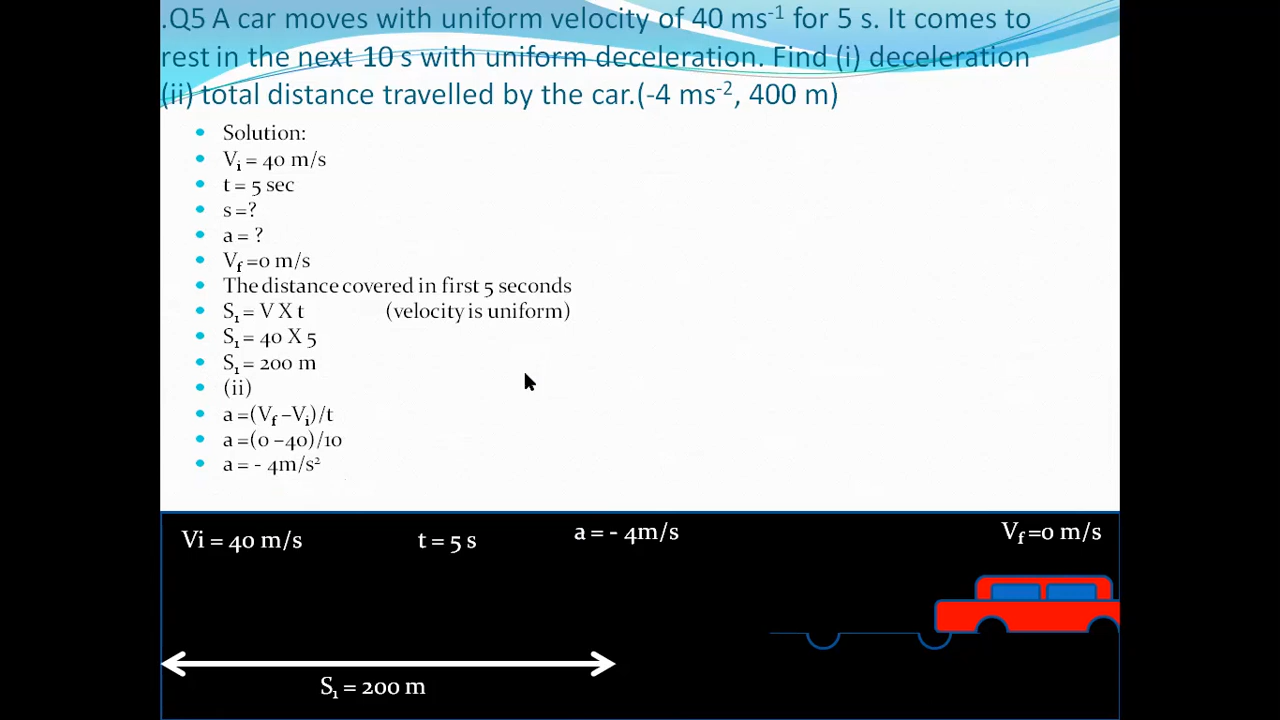 .Q5 A car moves with uniform velocity of 40 ms⁻¹ for 5 s. It comes to
rest in the next 10 s with uniform deceleration. Find (i) deceleration
(ii) total distance travelled by the car.(-4 ms⁻², 400 m)
• Solution:
• Vᵢ = 40 m/s
• t = 5 sec
• s =?
• a = ?
• V_f =0 m/s
• The distance covered in first 5 seconds
• S₁ = V X t (velocity is uniform)
• S₁ = 40 X 5
• S₁ = 200 m
• (ii)
• a =(V_f –Vᵢ)/t
• a =(0 –40)/10
• a = - 4m/s²
Vi = 40 m/s t = 5 s a = - 4m/s V_f =0 m/s
S₁ = 200 m